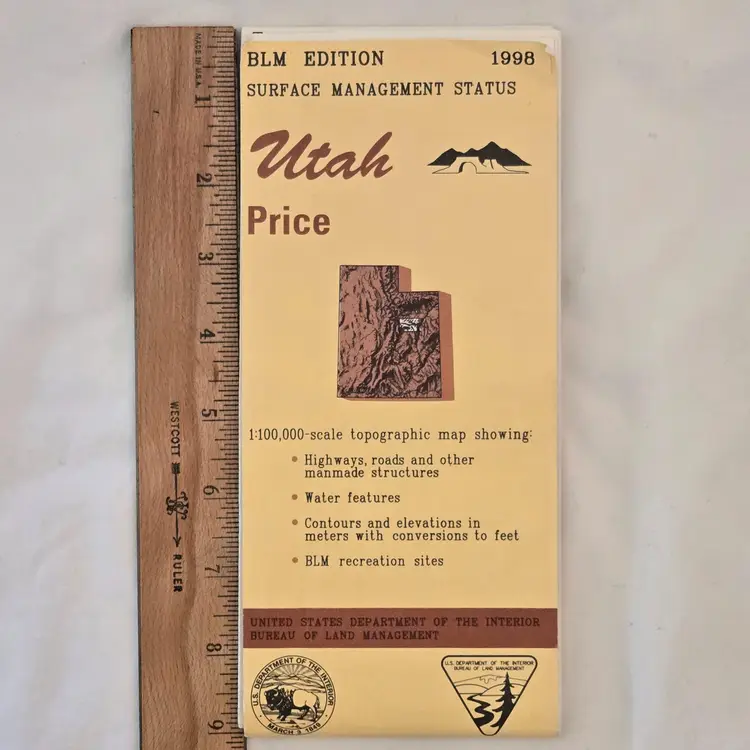 BLM EDITION 1998
SURFACE MANAGEMENT STATUS
Utah
Price
1:100,000-scale topographic map showing:
Highways, roads and other
manmade structures
Water features
Contours and elevations in
meters with conversions to feet
BLM recreation sites
UNITED STATES DEPARTMENT OF THE INTERIOR
BUREAU OF LAND MANAGEMENT
U.S. DEPARTMENT OF THE INTERIOR
MARCH 3, 1849
U.S. DEPARTMENT OF THE INTERIOR
BUREAU OF LAND MANAGEMENT
MADE IN U.S.A.
1
2
3
4
5
6
7
8
9
WESTCOTT
RULER